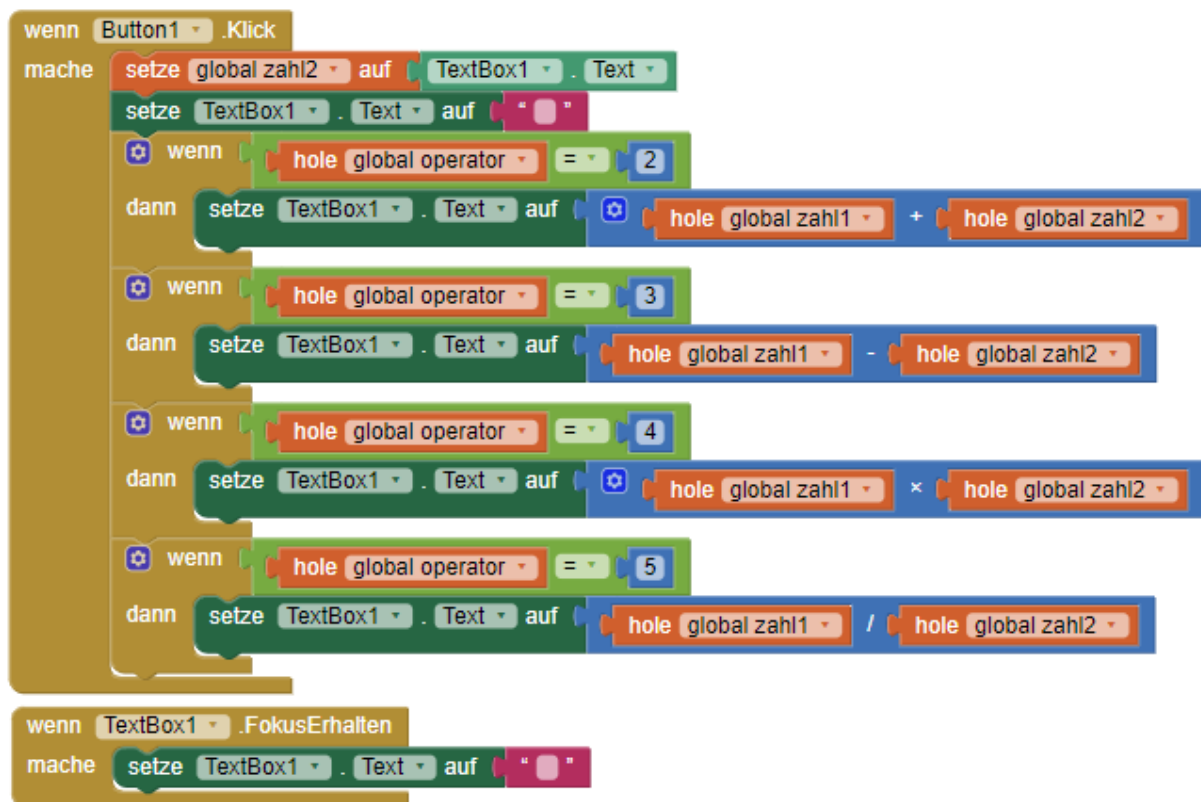 wenn Button1 .Klick
mache setze global zahl2 auf TextBox1 . Text
setze TextBox1 . Text auf “ ”
wenn hole global operator = 2
dann setze TextBox1 . Text auf hole global zahl1 + hole global zahl2
wenn hole global operator = 3
dann setze TextBox1 . Text auf hole global zahl1 - hole global zahl2
wenn hole global operator = 4
dann setze TextBox1 . Text auf hole global zahl1 × hole global zahl2
wenn hole global operator = 5
dann setze TextBox1 . Text auf hole global zahl1 / hole global zahl2
wenn TextBox1 .FokusErhalten
mache setze TextBox1 . Text auf “ ”